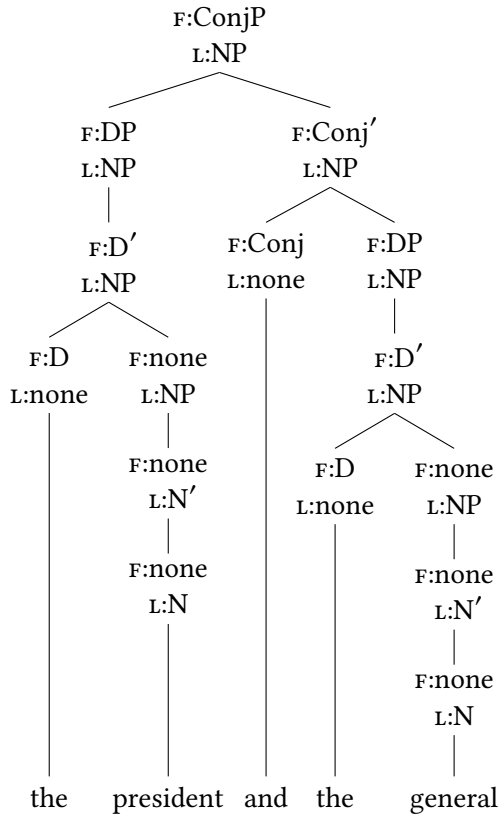 F:ConjP
L:NP
F:DP F:Conj′
L:NP L:NP
F:D′ F:Conj F:DP
L:NP L:none L:NP
F:D F:none F:D′
L:none L:NP L:NP
F:none F:D F:none
L:N′ L:none L:NP
F:none F:none
L:N L:N′
F:none
L:N
the president and the general